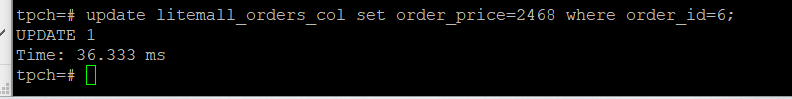 tpch=# update litemall_orders_col set order_price=2468 where order_id=6;
UPDATE 1
Time: 36.333 ms
tpch=#